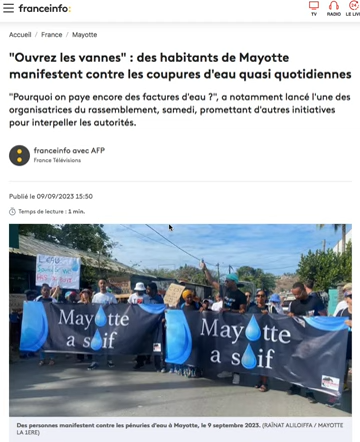 franceinfo:
TV
RADIO
LE LIVE
Accueil / France / Mayotte
"Ouvrez les vannes" : des habitants de Mayotte
manifestent contre les coupures d'eau quasi quotidiennes
"Pourquoi on paye encore des factures d'eau ?", a notamment lancé l'une des
organisatrices du rassemblement, samedi, promettant d'autres initiatives
pour interpeller les autorités.
franceinfo avec AFP
France Télévisions
Publié le 09/09/2023 15:50
Temps de lecture : 1 min.
Mayotte
a soif
Mayotte
a soif
Des personnes manifestent contre les pénuries d'eau à Mayotte, le 9 septembre 2023. (RAÏNAT ALILOIFFA / MAYOTTE
LA 1ERE)